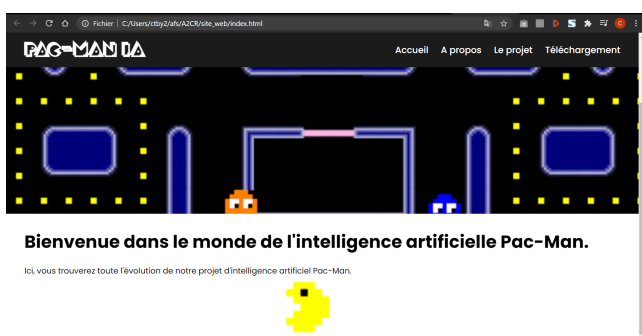 Fichier | C:/Users/ctby2/afs/A2CR/site_web/index.html
PAC-MAN IA
Accueil A propos Le projet Téléchargement
Bienvenue dans le monde de l'intelligence artificielle Pac-Man.
Ici, vous trouverez toute l'évolution de notre projet d'intelligence artificiel Pac-Man.